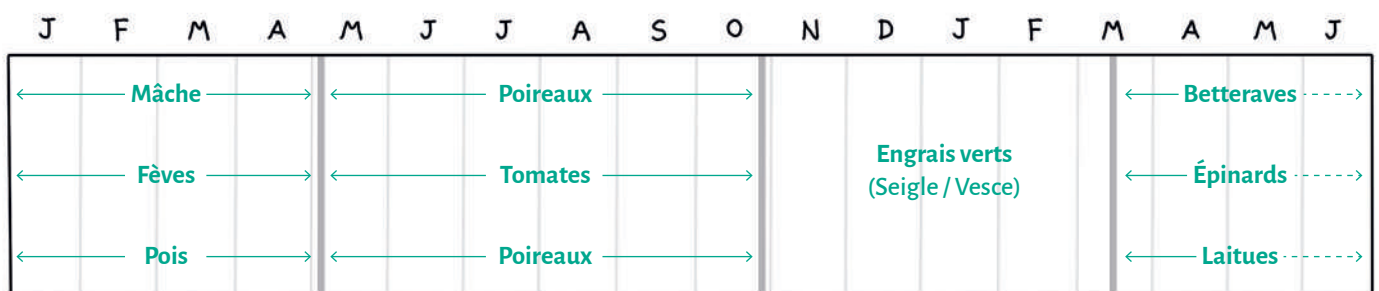 J F M A M J J A S O N D J F M A M J
Mâche Poireaux Betteraves
Engrais verts
Fèves Tomates Épinards
(Seigle / Vesce)
Pois Poireaux Laitues